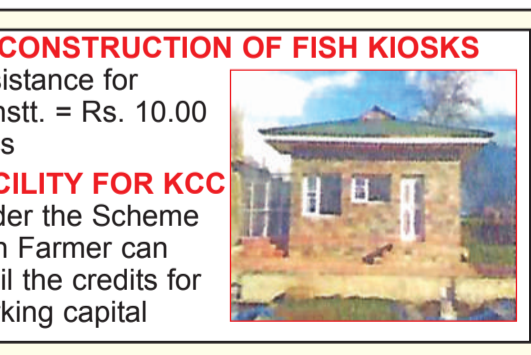 CONSTRUCTION OF FISH KIOSKS
sistance for
nstt. = Rs. 10.00
s
CILITY FOR KCC
der the Scheme
n Farmer can
il the credits for
rking capital